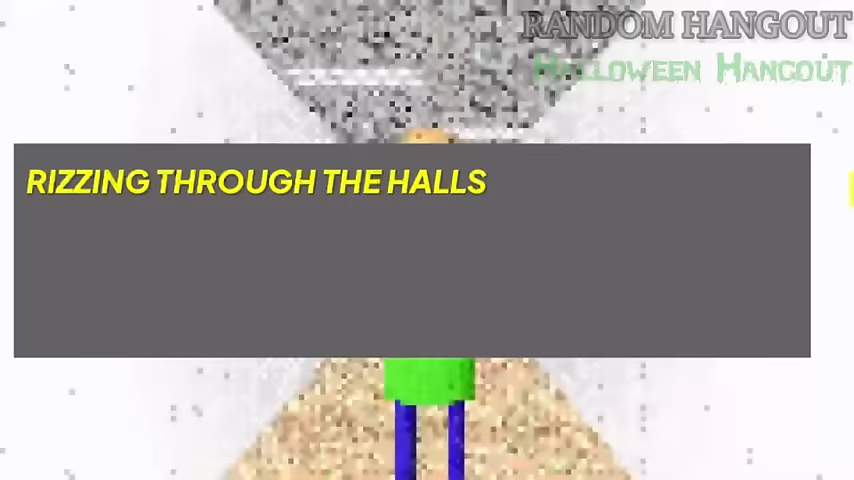 RANDOM HANGOUT
HALLOWEEN HANGOUT
RIZZING THROUGH THE HALLS